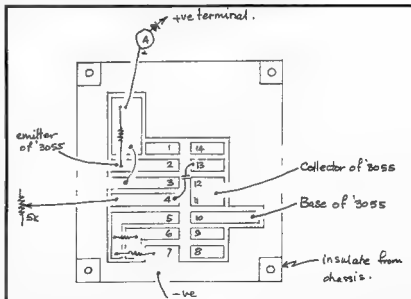 +ve terminal.
A
-
emitter
of '3055
1
14
2
13
3
12
4
11
5
10
6
9
7
8
5k
Collector of '3055
Base of '3055
insulate from
chassis.
-ve